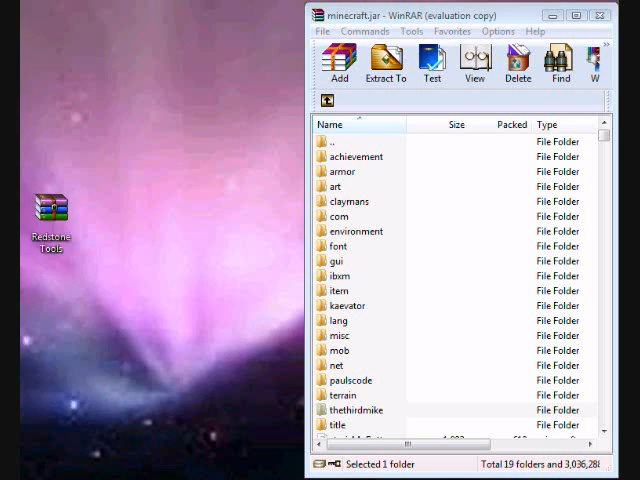 minecraft.jar - WinRAR (evaluation copy)
File Commands Tools Favorites Options Help
Add Extract To Test View Delete Find W
Name Size Packed Type
.. File Folder
achievement File Folder
armor File Folder
art File Folder
claymans File Folder
com File Folder
environment File Folder
font File Folder
gui File Folder
ibxm File Folder
item File Folder
kaevator File Folder
lang File Folder
misc File Folder
mob File Folder
net File Folder
paulscode File Folder
terrain File Folder
thethirdmike File Folder
title File Folder
Selected 1 folder Total 19 folders and 3,036,288
Redstone
Tools